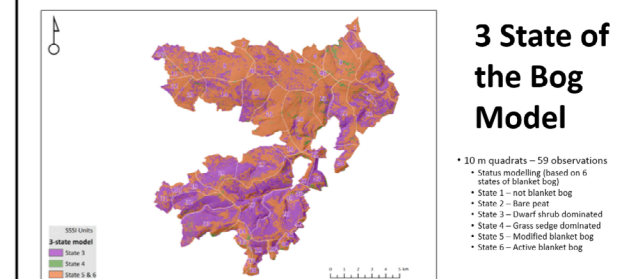 3 State of
the Bog
Model
• 10 m quadrats – 59 observations
• Status modelling (based on 6
states of blanket bog)
• State 1 – not blanket bog
• State 2 – Bare peat
• State 3 – Dwarf shrub dominated
• State 4 – Grass sedge dominated
• State 5 – Modified blanket bog
• State 6 – Active blanket bog
SSSI Units
3-state model
State 3
State 4
State 5 & 6
0 1 2 3 4 5 km